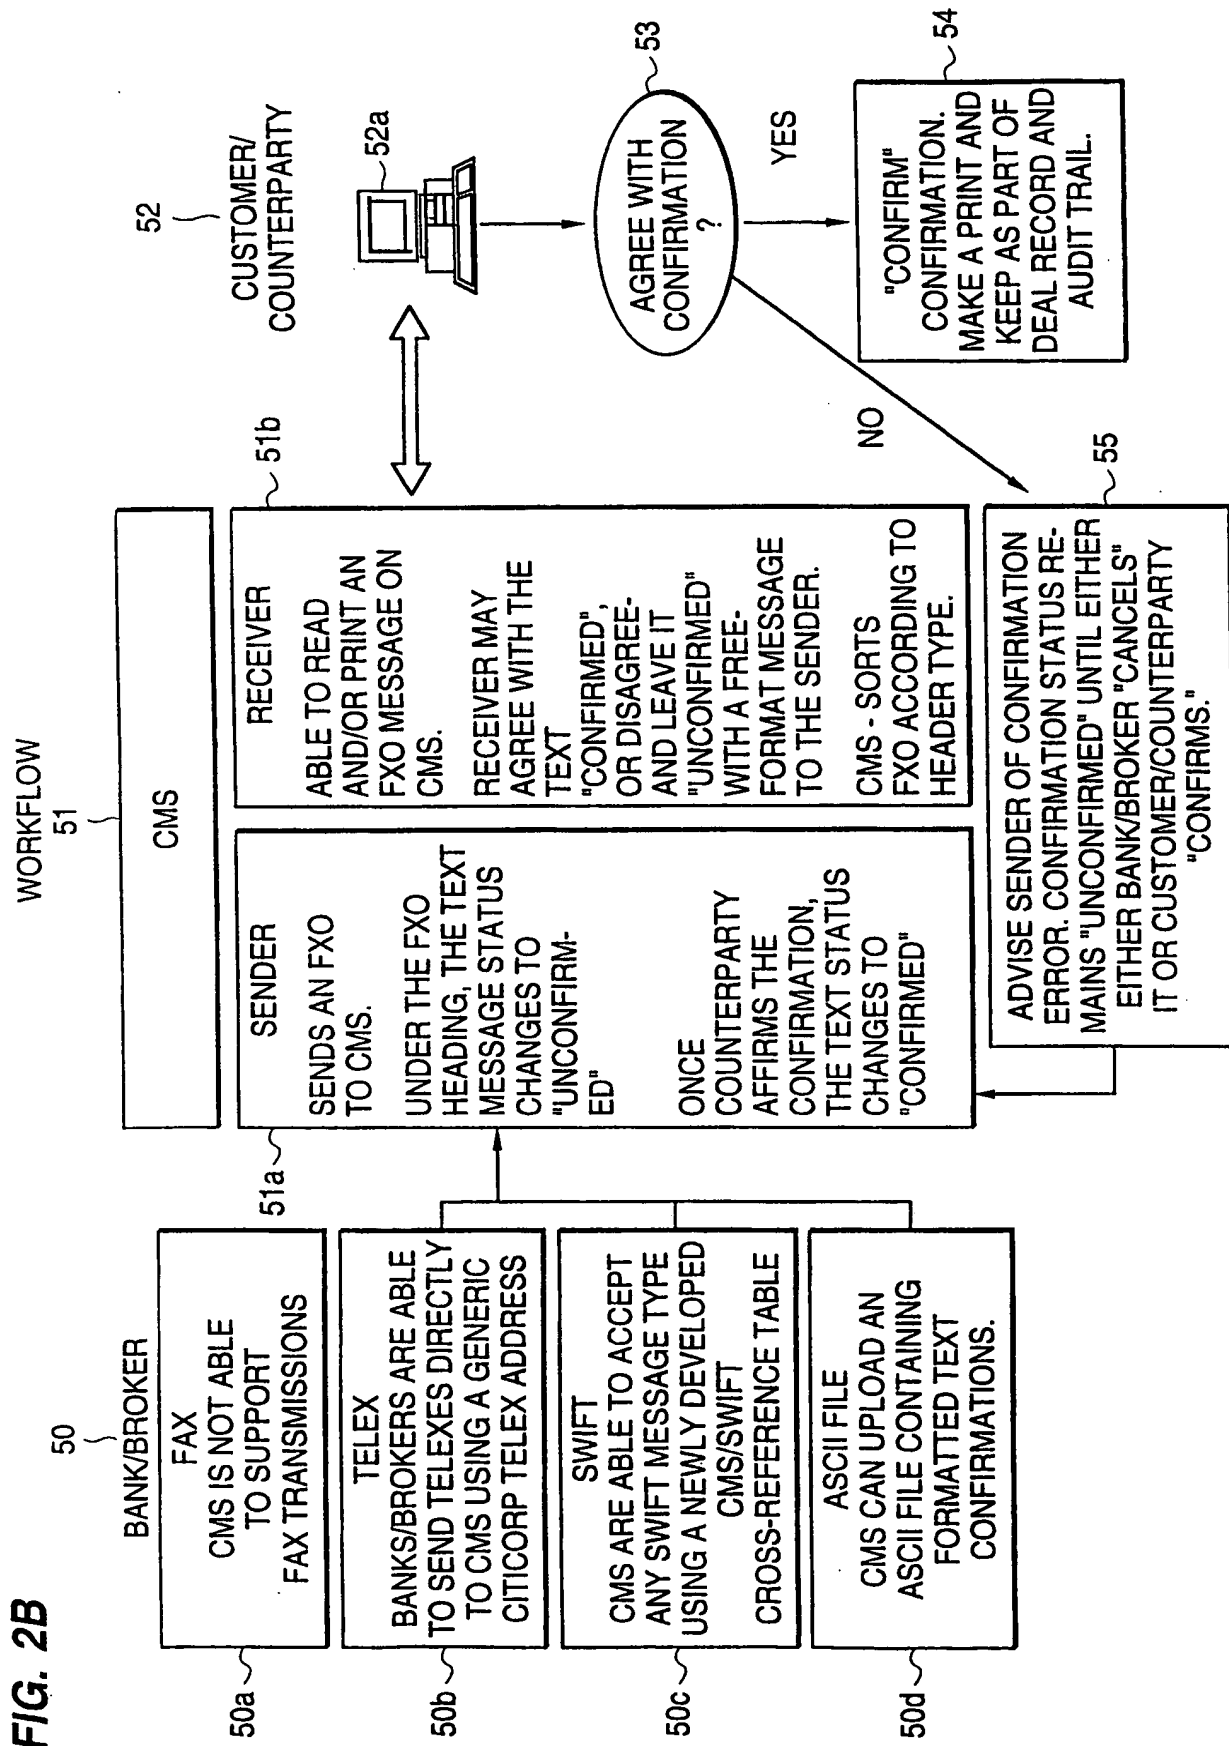 FIG. 2B
WORKFLOW
50
BANK/BROKER
50a
FAX
CMS IS NOT ABLE
TO SUPPORT
FAX TRANSMISSIONS
50b
TELEX
BANKS/BROKERS ARE ABLE
TO SEND TELEXES DIRECTLY
TO CMS USING A GENERIC
CITICORP TELEX ADDRESS
50c
SWIFT
CMS ARE ABLE TO ACCEPT
ANY SWIFT MESSAGE TYPE
USING A NEWLY DEVELOPED
CMS/SWIFT
CROSS-REFERENCE TABLE
50d
ASCII FILE
CMS CAN UPLOAD AN
ASCII FILE CONTAINING
FORMATTED TEXT
CONFIRMATIONS.
51
CMS
51a
SENDER
SENDS AN FXO
TO CMS.
UNDER THE FXO
HEADING, THE TEXT
MESSAGE STATUS
CHANGES TO
"UNCONFIRM-
ED"
ONCE
COUNTERPARTY
AFFIRMS THE
CONFIRMATION,
THE TEXT STATUS
CHANGES TO
"CONFIRMED"
51b
RECEIVER
ABLE TO READ
AND/OR PRINT AN
FXO MESSAGE ON
CMS.
RECEIVER MAY
AGREE WITH THE
TEXT
"CONFIRMED",
OR DISAGREE-
AND LEAVE IT
"UNCONFIRMED"
WITH A FREE-
FORMAT MESSAGE
TO THE SENDER.
CMS - SORTS
FXO ACCORDING TO
HEADER TYPE.
52
CUSTOMER/
COUNTERPARTY
52a
53
AGREE WITH
CONFIRMATION
?
YES
NO
54
"CONFIRM"
CONFIRMATION.
MAKE A PRINT AND
KEEP AS PART OF
DEAL RECORD AND
AUDIT TRAIL.
55
ADVISE SENDER OF CONFIRMATION
ERROR. CONFIRMATION STATUS RE-
MAINS "UNCONFIRMED" UNTIL EITHER
EITHER BANK/BROKER "CANCELS"
IT OR CUSTOMER/COUNTERPARTY
"CONFIRMS."